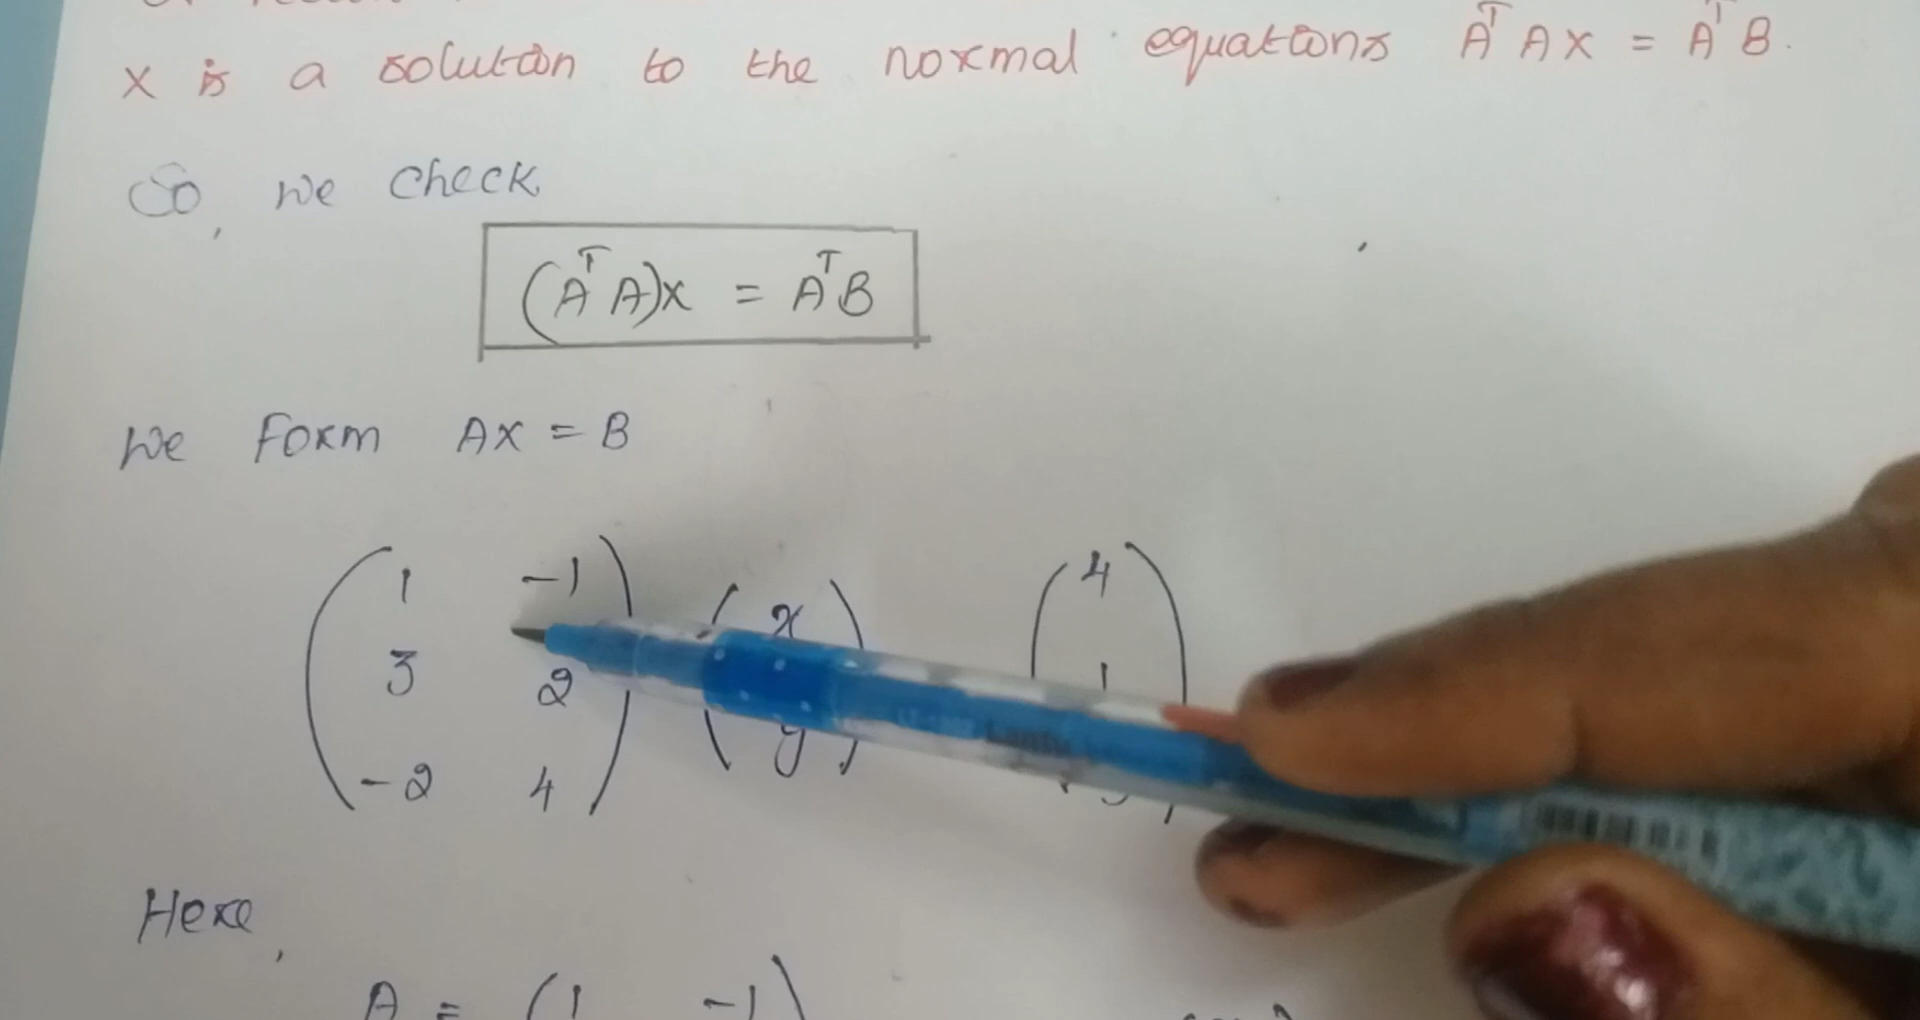 X is a solution to the normal equations AᵀAX = AᵀB.
So, we check
(AᵀA)X = AᵀB
We Form AX = B
( 1 -1 ) ( x ) ( 4 )
( 3 2 ) 1
( -2 4 ) ( y )
Here,
A = ( 1 -1 )